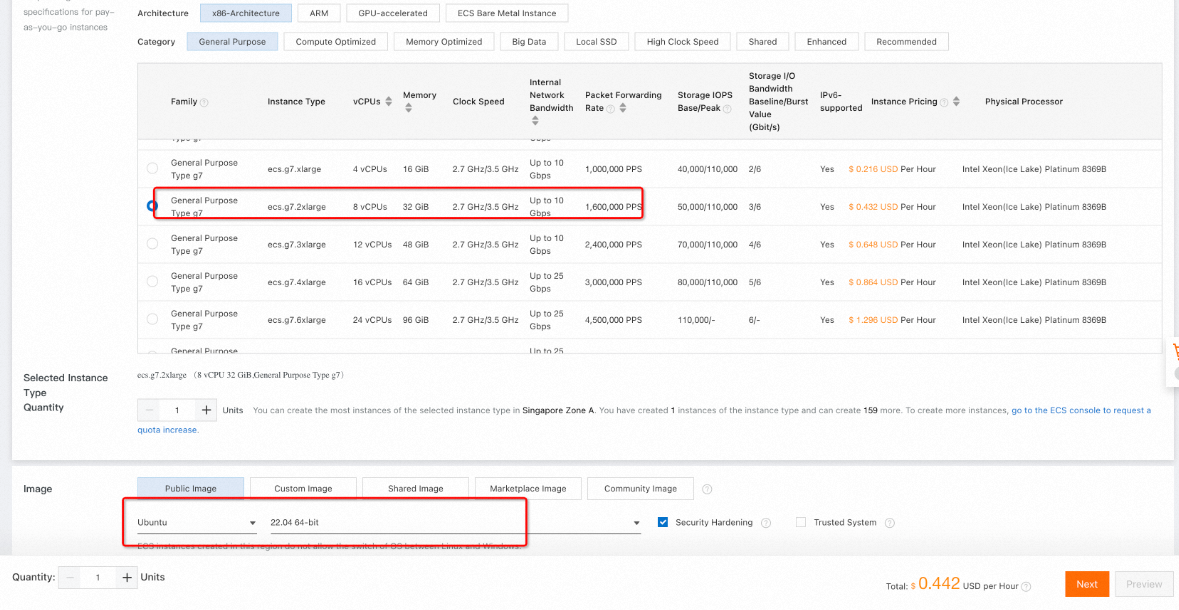 specifications for pay-
as-you-go instances
Architecture x86-Architecture ARM GPU-accelerated ECS Bare Metal Instance
Category General Purpose Compute Optimized Memory Optimized Big Data Local SSD High Clock Speed Shared Enhanced Recommended
Family Instance Type vCPUs Memory Clock Speed Internal Network Bandwidth Packet Forwarding Rate Storage IOPS Base/Peak Storage I/O Bandwidth Baseline/Burst Value (Gbit/s) IPv6-supported Instance Pricing Physical Processor
Type g7 Gbps
General Purpose Type g7 ecs.g7.xlarge 4 vCPUs 16 GiB 2.7 GHz/3.5 GHz Up to 10 Gbps 1,000,000 PPS 40,000/110,000 2/6 Yes $ 0.216 USD Per Hour Intel Xeon(Ice Lake) Platinum 8369B
General Purpose Type g7 ecs.g7.2xlarge 8 vCPUs 32 GiB 2.7 GHz/3.5 GHz Up to 10 Gbps 1,600,000 PPS 50,000/110,000 3/6 Yes $ 0.432 USD Per Hour Intel Xeon(Ice Lake) Platinum 8369B
General Purpose Type g7 ecs.g7.3xlarge 12 vCPUs 48 GiB 2.7 GHz/3.5 GHz Up to 10 Gbps 2,400,000 PPS 70,000/110,000 4/6 Yes $ 0.648 USD Per Hour Intel Xeon(Ice Lake) Platinum 8369B
General Purpose Type g7 ecs.g7.4xlarge 16 vCPUs 64 GiB 2.7 GHz/3.5 GHz Up to 25 Gbps 3,000,000 PPS 80,000/110,000 5/6 Yes $ 0.864 USD Per Hour Intel Xeon(Ice Lake) Platinum 8369B
General Purpose Type g7 ecs.g7.6xlarge 24 vCPUs 96 GiB 2.7 GHz/3.5 GHz Up to 25 Gbps 4,500,000 PPS 110,000/- 6/- Yes $ 1.296 USD Per Hour Intel Xeon(Ice Lake) Platinum 8369B
General Purpose Up to 25
Selected Instance Type ecs.g7.2xlarge (8 vCPU 32 GiB,General Purpose Type g7)
Quantity − 1 + Units You can create the most instances of the selected instance type in Singapore Zone A. You have created 1 instances of the instance type and can create 159 more. To create more instances, go to the ECS console to request a
quota increase.
Image Public Image Custom Image Shared Image Marketplace Image Community Image
Ubuntu 22.04 64-bit Security Hardening Trusted System
ECS instances created in this region do not allow the switch of OS between Linux and Windows.
Quantity: − 1 + Units Total: $ 0.442 USD per Hour Next Preview